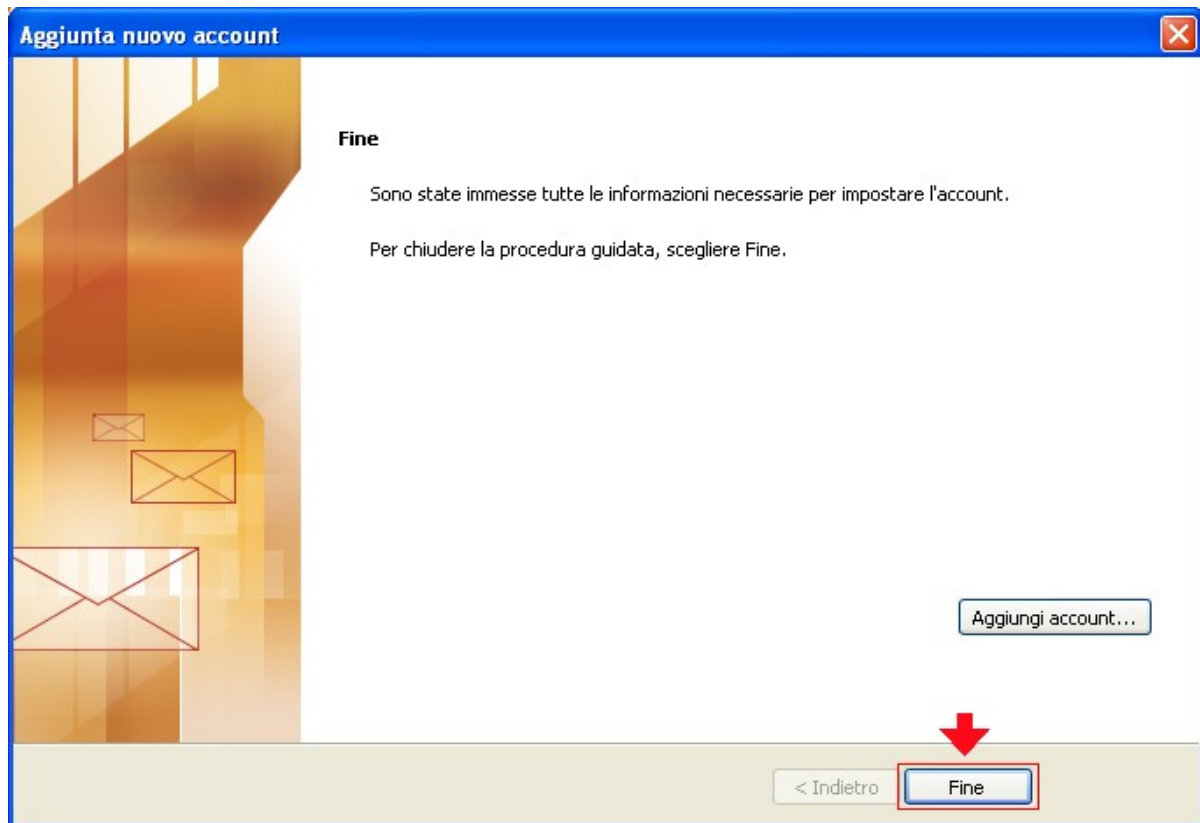 Aggiunta nuovo account
Fine
Sono state immesse tutte le informazioni necessarie per impostare l'account.
Per chiudere la procedura guidata, scegliere Fine.
Aggiungi account...
< Indietro
Fine